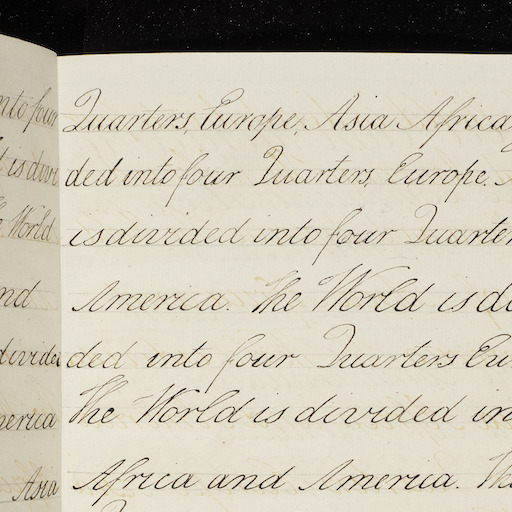 into four
is divi
World
nd
divided
merica
Asia
Quarters, Europe, Asia Africa
ded into four Quarters, Europe.
is divided into four Quarter
America. The World is di
ded into four Quarters Eu
The World is divided in
Africa and America. Th